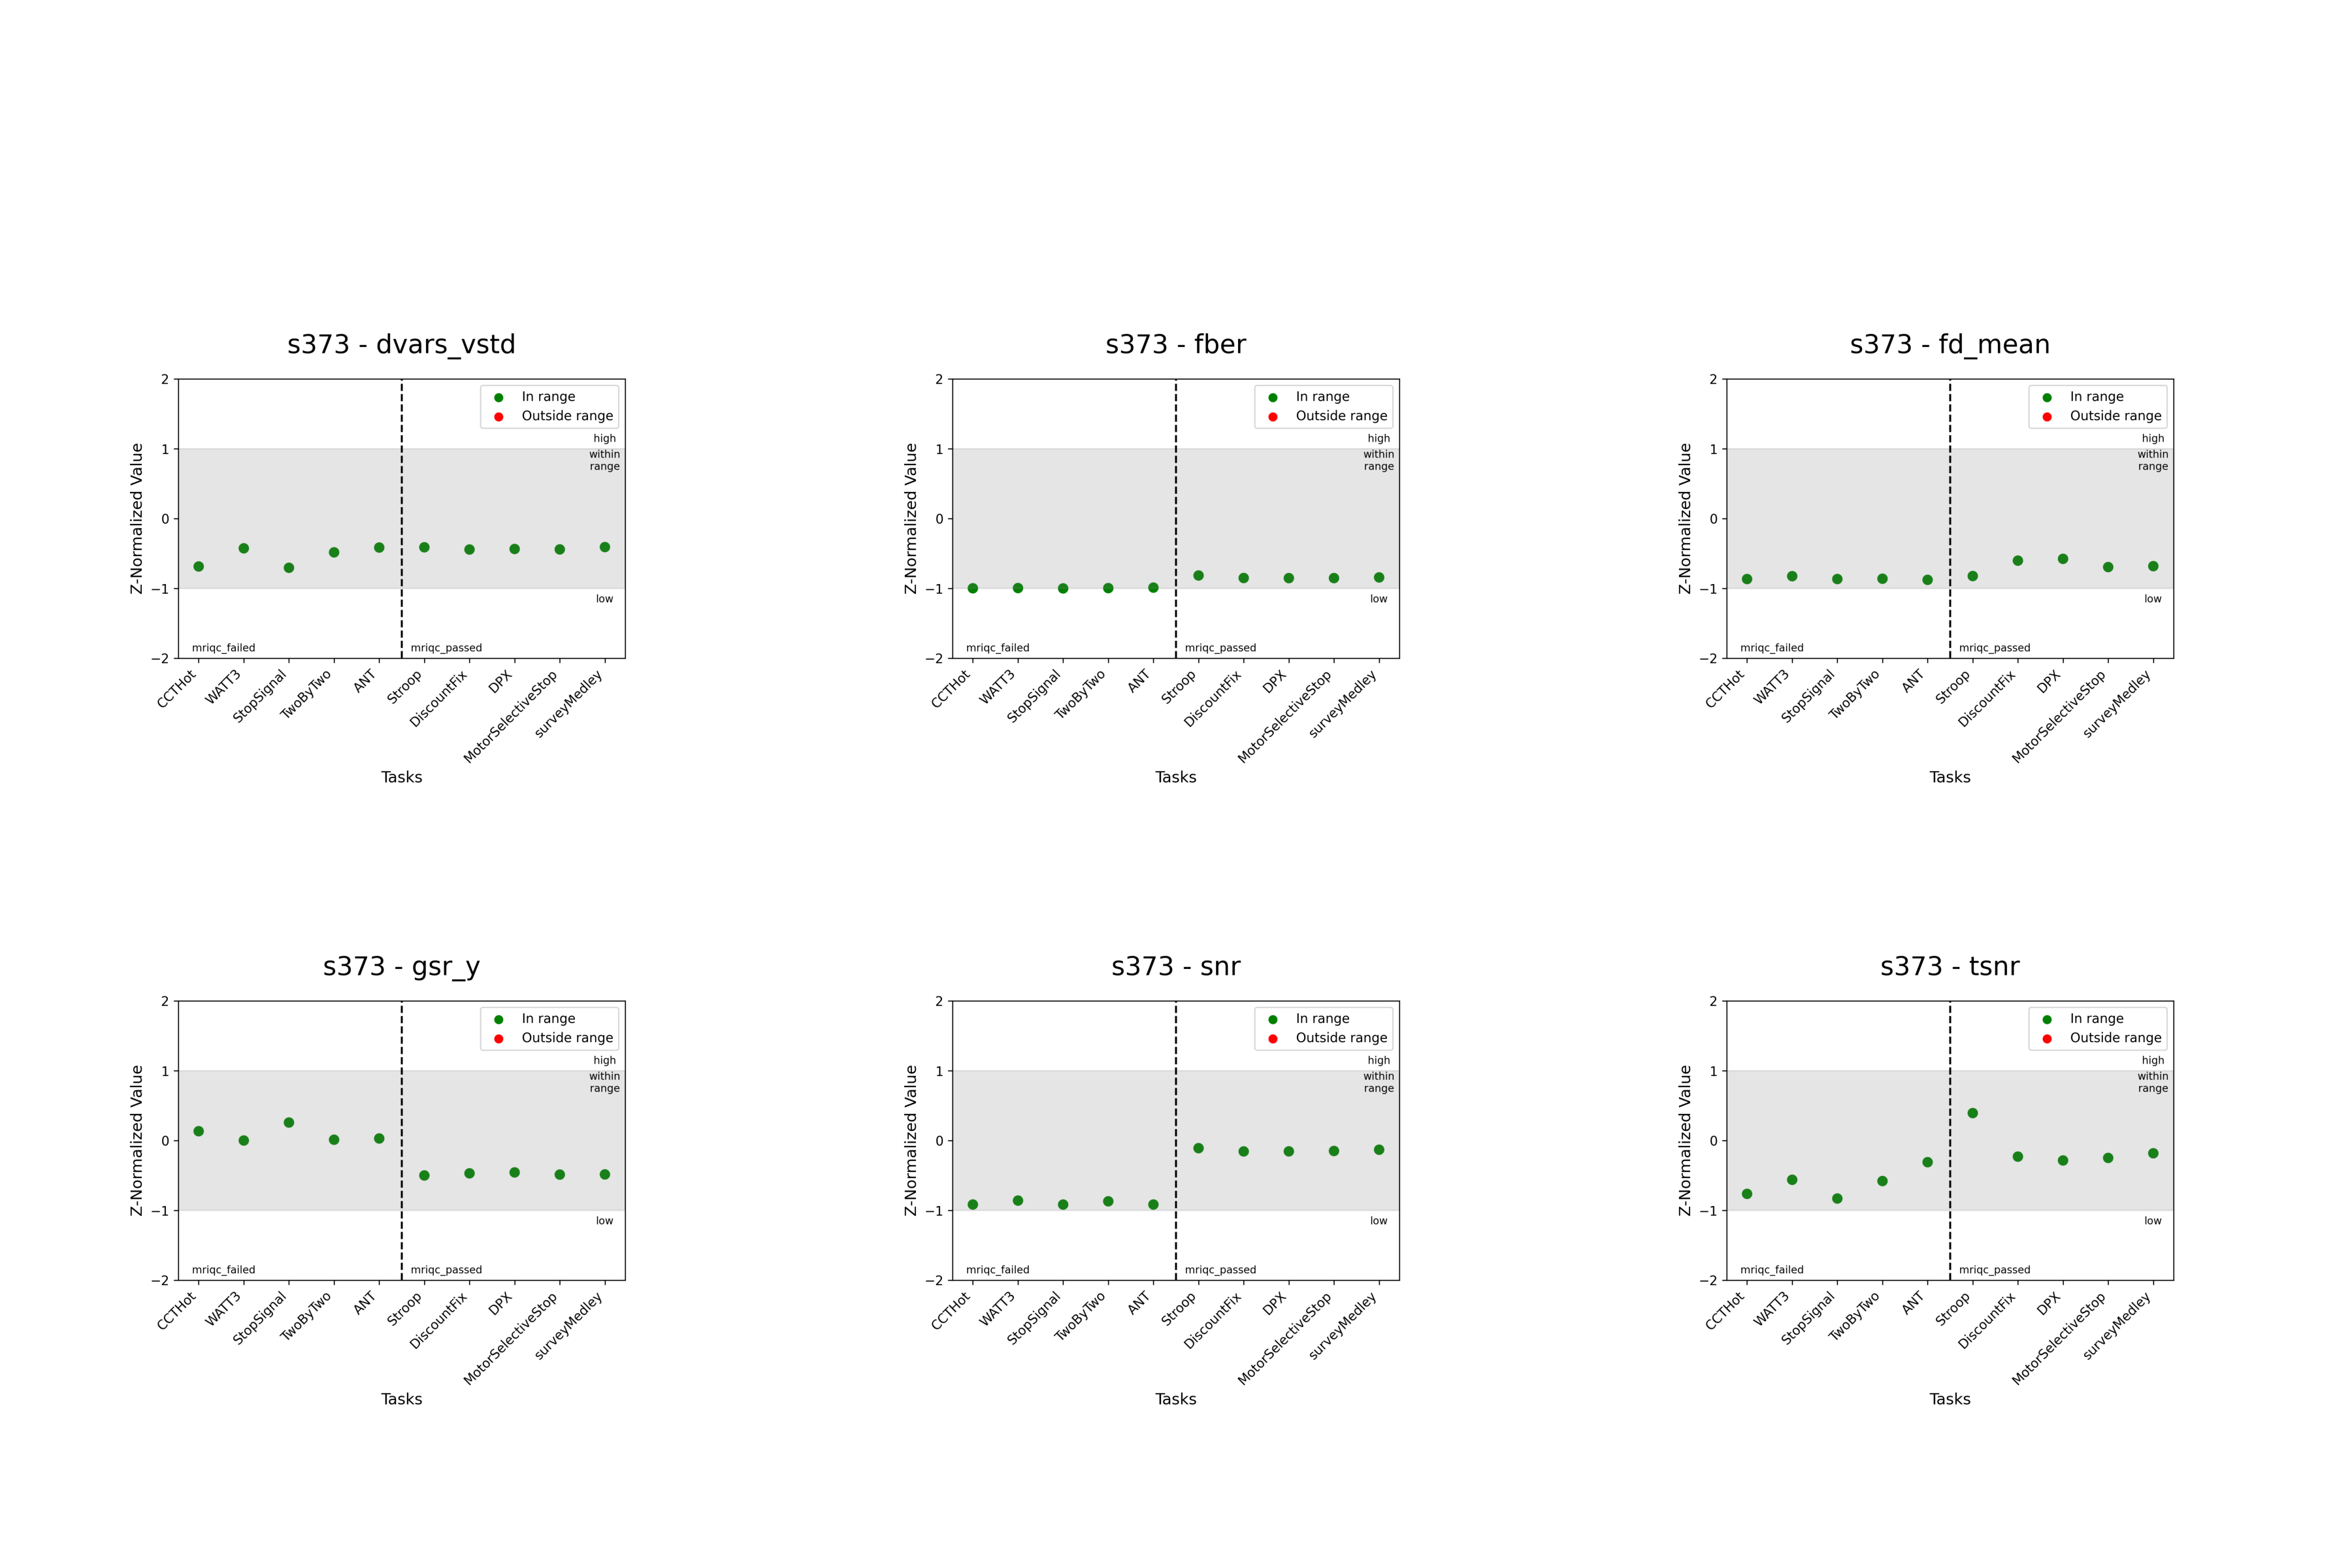 s373 - dvars_vstd
2
1
0
−1
−2
Z-Normalized Value
In range
Outside range
high
within
range
low
mriqc_failed
mriqc_passed
CCTHot
WATT3
StopSignal
TwoByTwo
ANT
Stroop
DiscountFix
DPX
MotorSelectiveStop
surveyMedley
Tasks
s373 - fber
2
1
0
−1
−2
Z-Normalized Value
In range
Outside range
high
within
range
low
mriqc_failed
mriqc_passed
CCTHot
WATT3
StopSignal
TwoByTwo
ANT
Stroop
DiscountFix
DPX
MotorSelectiveStop
surveyMedley
Tasks
s373 - fd_mean
2
1
0
−1
−2
Z-Normalized Value
In range
Outside range
high
within
range
low
mriqc_failed
mriqc_passed
CCTHot
WATT3
StopSignal
TwoByTwo
ANT
Stroop
DiscountFix
DPX
MotorSelectiveStop
surveyMedley
Tasks
s373 - gsr_y
2
1
0
−1
−2
Z-Normalized Value
In range
Outside range
high
within
range
low
mriqc_failed
mriqc_passed
CCTHot
WATT3
StopSignal
TwoByTwo
ANT
Stroop
DiscountFix
DPX
MotorSelectiveStop
surveyMedley
Tasks
s373 - snr
2
1
0
−1
−2
Z-Normalized Value
In range
Outside range
high
within
range
low
mriqc_failed
mriqc_passed
CCTHot
WATT3
StopSignal
TwoByTwo
ANT
Stroop
DiscountFix
DPX
MotorSelectiveStop
surveyMedley
Tasks
s373 - tsnr
2
1
0
−1
−2
Z-Normalized Value
In range
Outside range
high
within
range
low
mriqc_failed
mriqc_passed
CCTHot
WATT3
StopSignal
TwoByTwo
ANT
Stroop
DiscountFix
DPX
MotorSelectiveStop
surveyMedley
Tasks